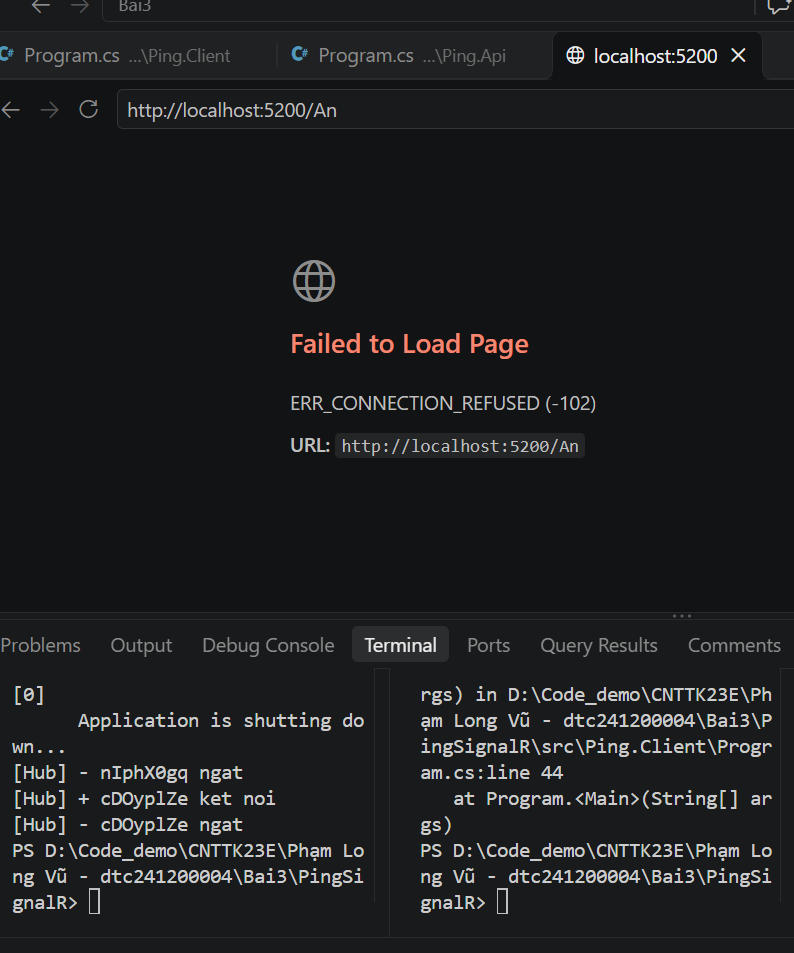 Bai3
Program.cs ...\Ping.Client
Program.cs ...\Ping.Api
localhost:5200
http://localhost:5200/An
Failed to Load Page
ERR_CONNECTION_REFUSED (-102)
URL: http://localhost:5200/An
Problems Output Debug Console Terminal Ports Query Results Comments
[0]
Application is shutting do
wn...
[Hub] - nIphX0gq ngat
[Hub] + cDOyplZe ket noi
[Hub] - cDOyplZe ngat
PS D:\Code_demo\CNTTK23E\Phạm Lo
ng Vũ - dtc241200004\Bai3\PingSi
gnalR>
rgs) in D:\Code_demo\CNTTK23E\Ph
ạm Long Vũ - dtc241200004\Bai3\P
ingSignalR\src\Ping.Client\Progr
am.cs:line 44
at Program.<Main>(String[] ar
gs)
PS D:\Code_demo\CNTTK23E\Phạm Lo
ng Vũ - dtc241200004\Bai3\PingSi
gnalR>